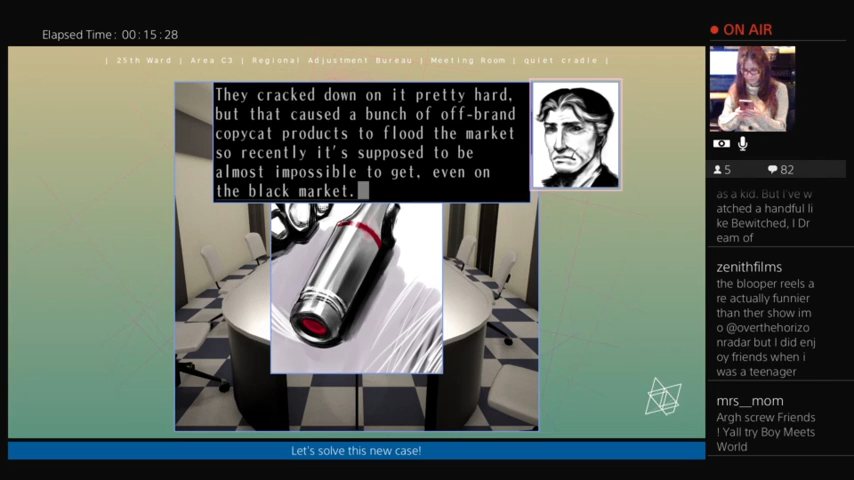 Elapsed Time: 00:15:28
ON AIR
| 25th Ward | Area C3 | Regional Adjustment Bureau | Meeting Room | quiet cradle |
They cracked down on it pretty hard,
but that caused a bunch of off-brand
copycat products to flood the market
so recently it's supposed to be
almost impossible to get, even on
the black market.
5
82
as a kid. But I've w
atched a handful li
ke Bewitched, I Dr
eam of
zenithfilms
the blooper reels a
re actually funnier
than ther show im
o @overthehorizo
nradar but I did enj
oy friends when i
was a teenager
mrs__mom
Argh screw Friends
! Yall try Boy Meets
World
Let's solve this new case!